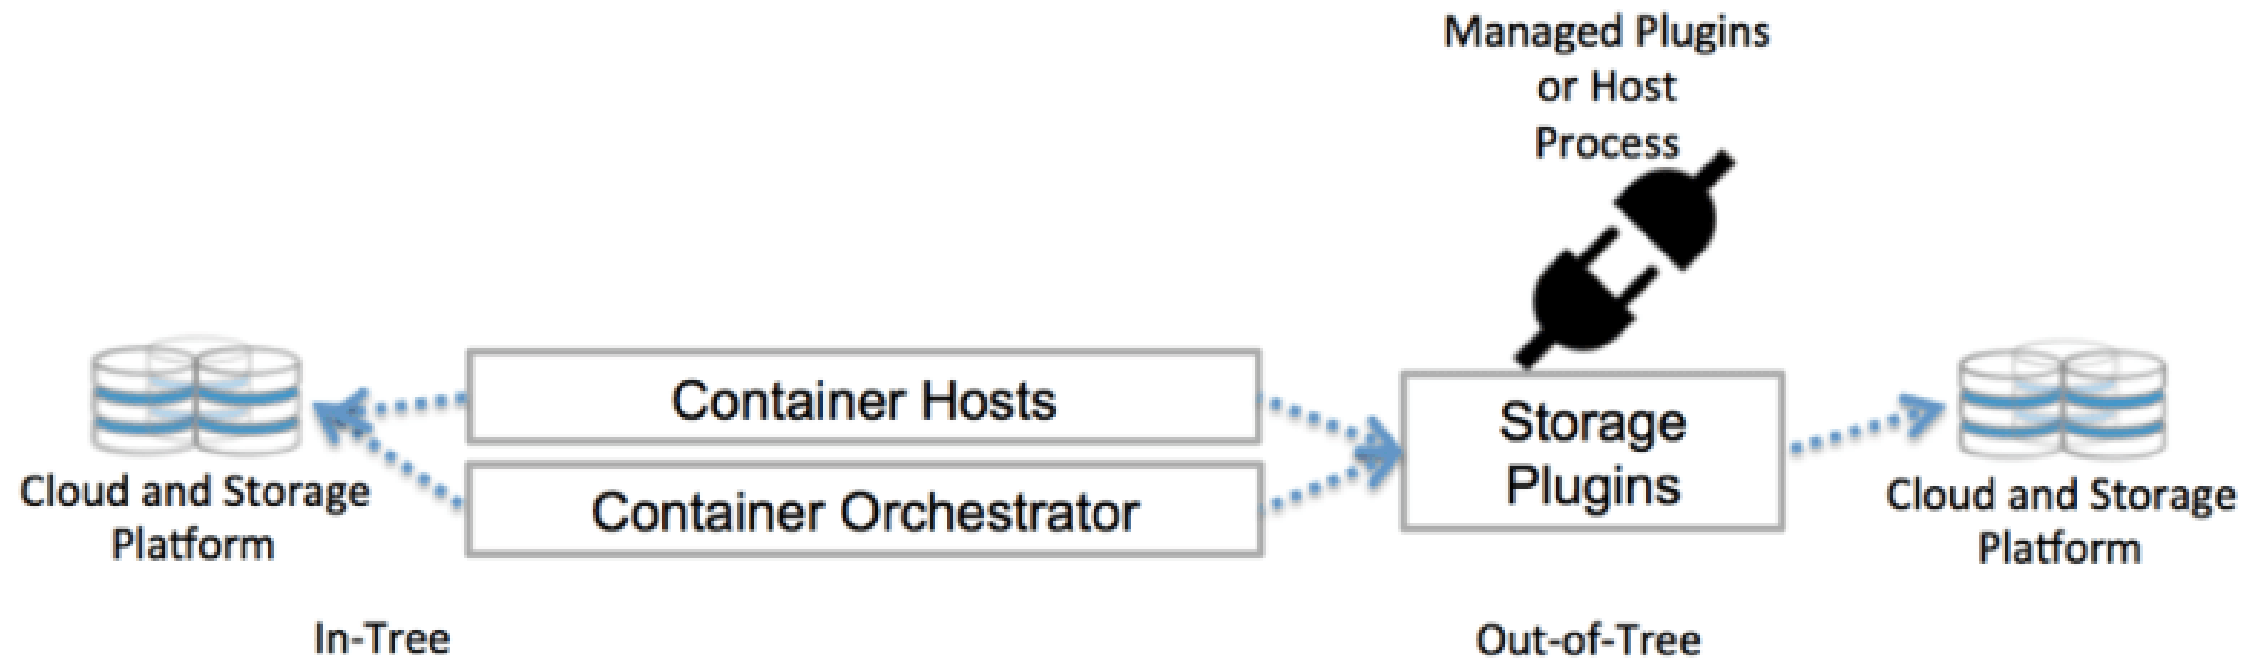 Managed Plugins
or Host
Process
Container Hosts
Container Orchestrator
Storage
Plugins
Cloud and Storage
Platform
Cloud and Storage
Platform
In-Tree
Out-of-Tree